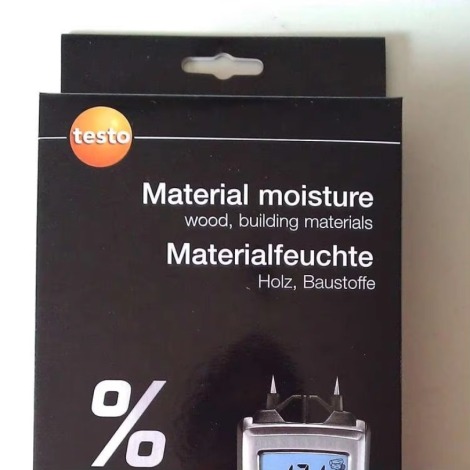 testo
Material moisture
wood, building materials
Materialfeuchte
Holz, Baustoffe
%